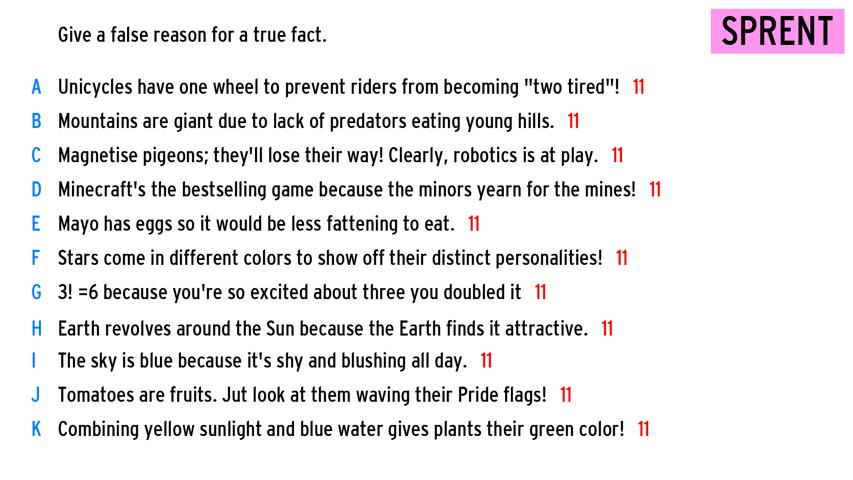 Give a false reason for a true fact.
SPRENT
A Unicycles have one wheel to prevent riders from becoming "two tired"! 11
B Mountains are giant due to lack of predators eating young hills. 11
C Magnetise pigeons; they'll lose their way! Clearly, robotics is at play. 11
D Minecraft's the bestselling game because the minors yearn for the mines! 11
E Mayo has eggs so it would be less fattening to eat. 11
F Stars come in different colors to show off their distinct personalities! 11
G 3! =6 because you're so excited about three you doubled it 11
H Earth revolves around the Sun because the Earth finds it attractive. 11
I The sky is blue because it's shy and blushing all day. 11
J Tomatoes are fruits. Jut look at them waving their Pride flags! 11
K Combining yellow sunlight and blue water gives plants their green color! 11